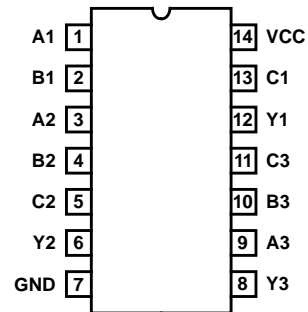 A1 1 14 VCC
B1 2 13 C1
A2 3 12 Y1
B2 4 11 C3
C2 5 10 B3
Y2 6 9 A3
GND 7 8 Y3